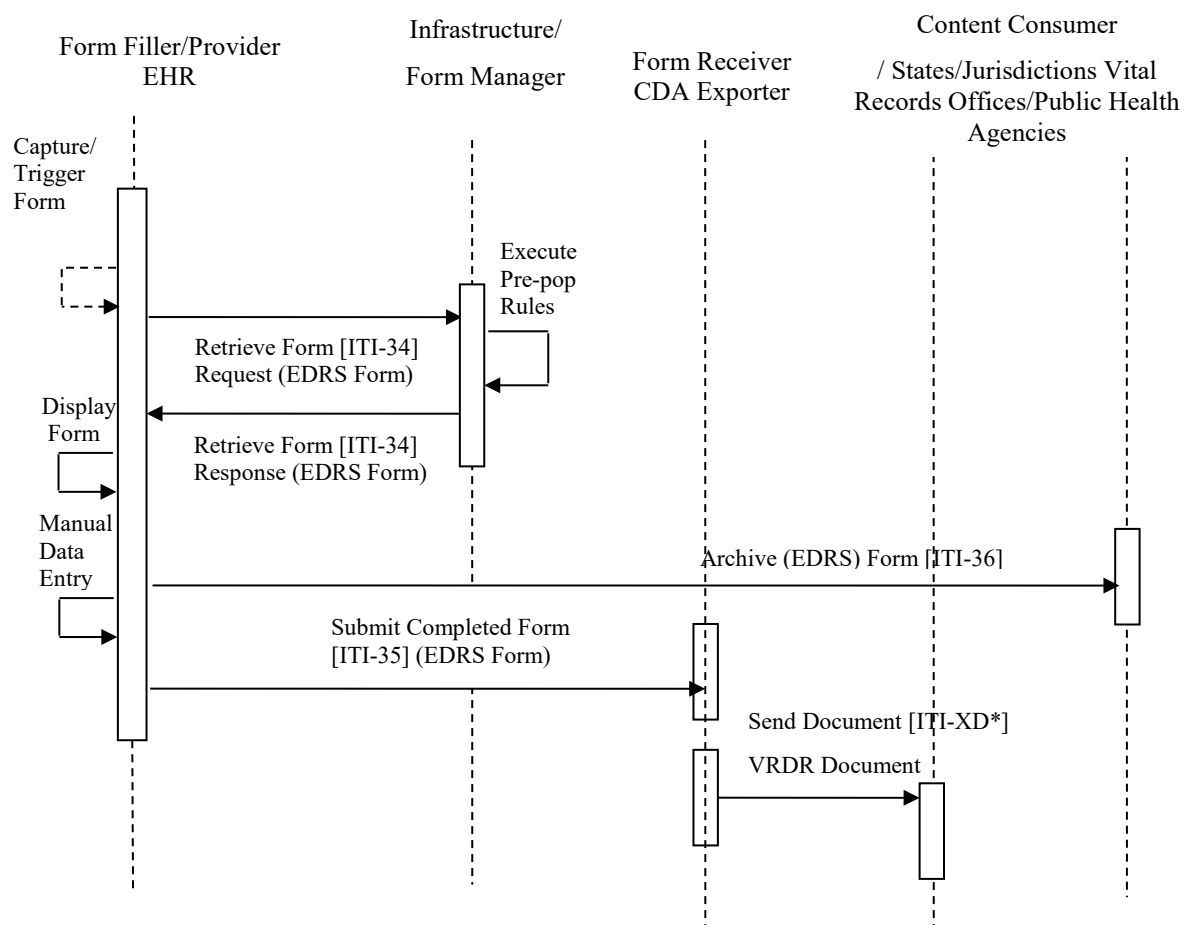 Form Filler/Provider
EHR
Infrastructure/
Form Manager
Form Receiver
CDA Exporter
Content Consumer
/ States/Jurisdictions Vital
Records Offices/Public Health
Agencies
Capture/
Trigger
Form
Execute
Pre-pop
Rules
Retrieve Form [ITI-34]
Request (EDRS Form)
Display
Form
Retrieve Form [ITI-34]
Response (EDRS Form)
Manual
Data
Entry
Archive (EDRS) Form [ITI-36]
Submit Completed Form
[ITI-35] (EDRS Form)
Send Document [ITI-XD*]
VRDR Document